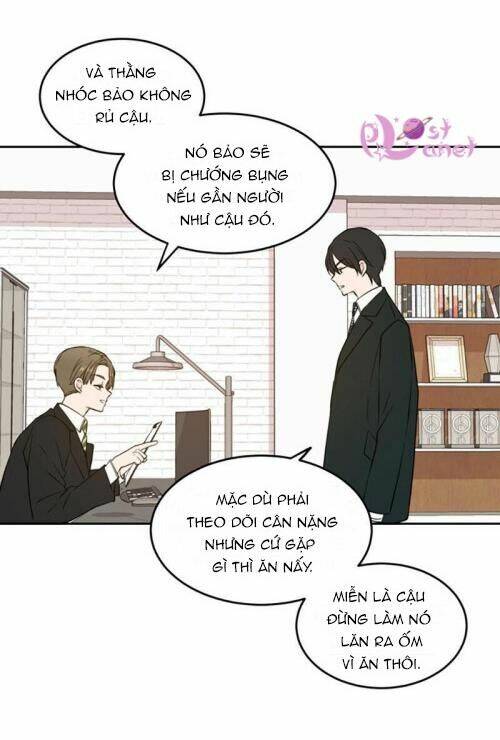 VÀ THẰNG
NHÓC BẢO KHÔNG
RỦ CẬU.
Lost
Planet
NÓ BẢO SẼ
BỊ CHƯỚNG BỤNG
NẾU GẦN NGƯỜI
NHƯ CẬU ĐÓ.
MẶC DÙ PHẢI
THEO DÕI CÂN NẶNG
NHƯNG CỨ GẶP
GÌ THÌ ĂN NẤY.
MIỄN LÀ CẬU
ĐỪNG LÀM NÓ
LĂN RA ỐM
VÌ ĂN THÔI.